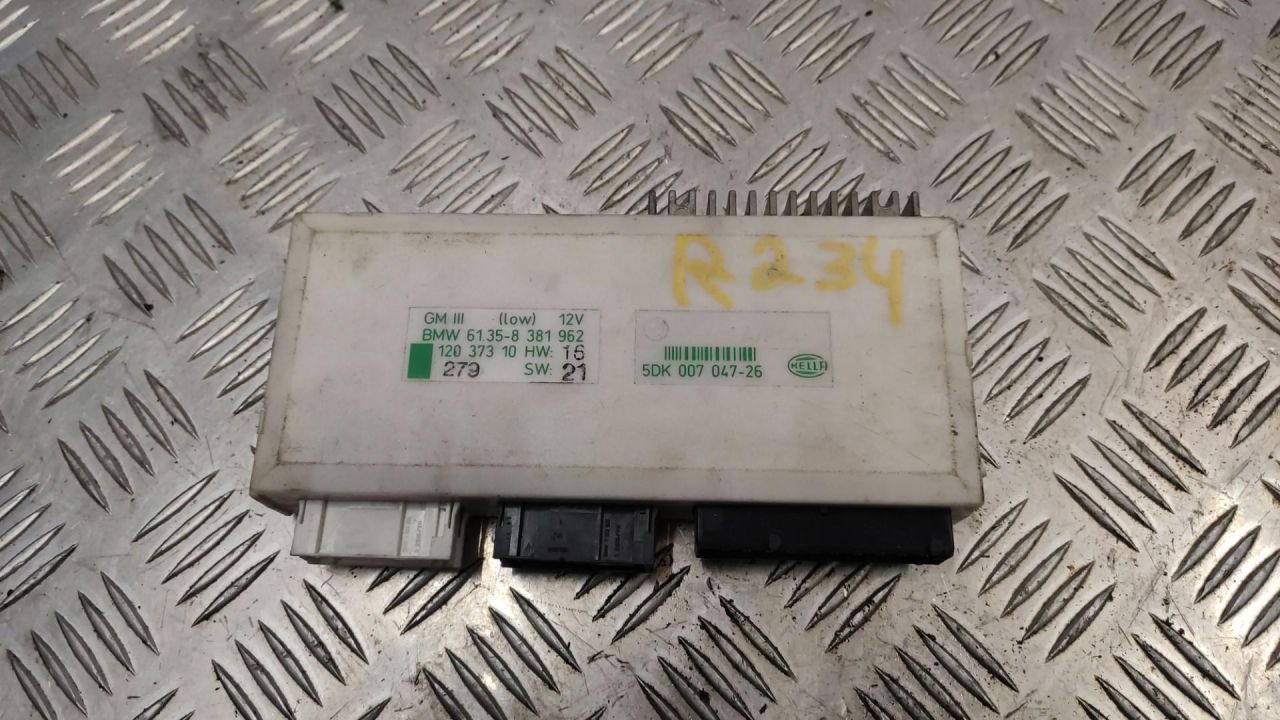 R234
GM III (low) 12V
BMW 61.35-8 381 962
120 373 10 HW: 16
279 SW: 21
5DK 007 047-26
HELLA